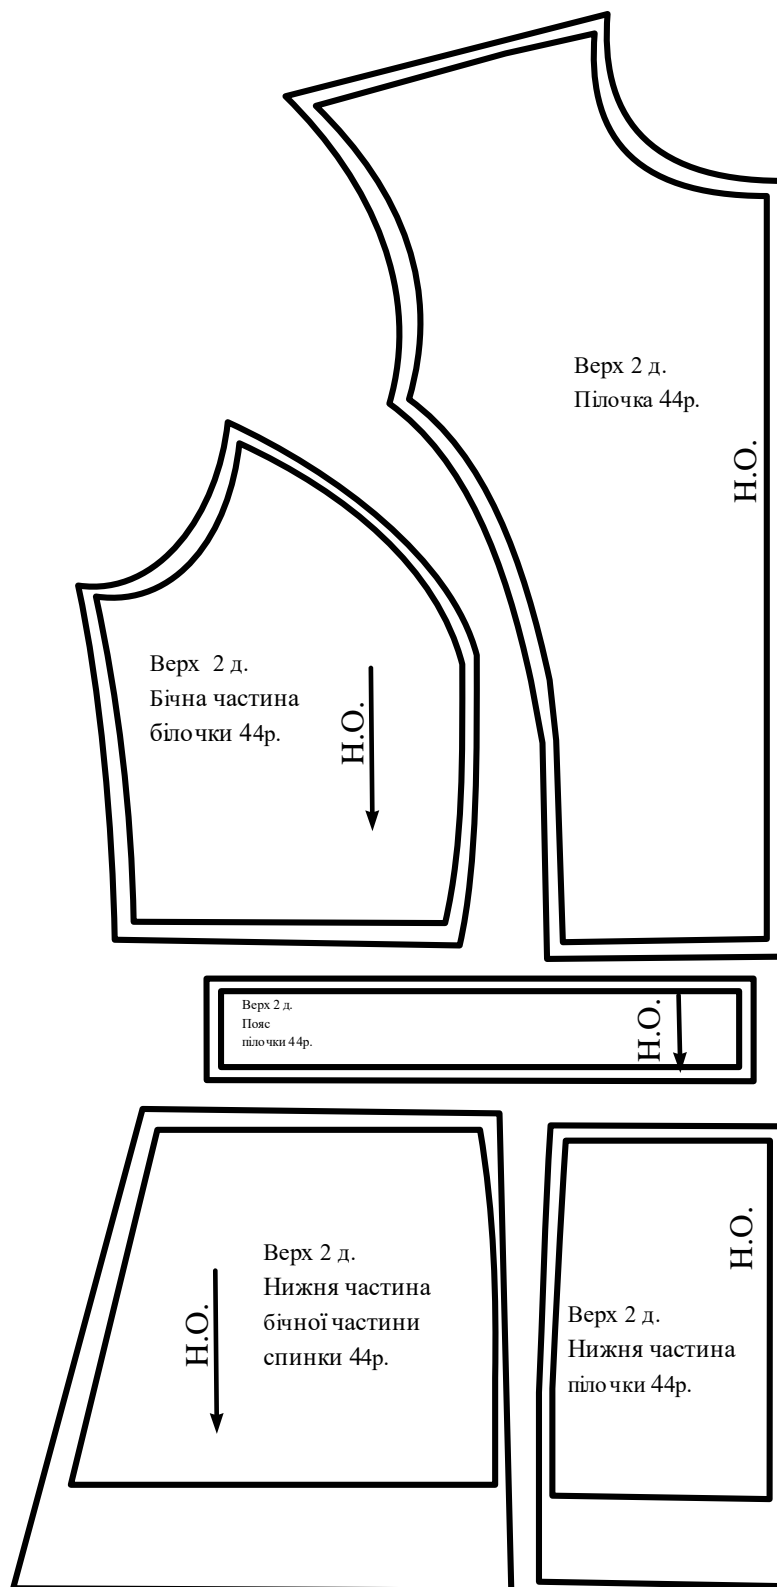 Верх 2 д.
Пілочка 44р.
Н.О.
Верх 2 д.
Бічна частина
білочки 44р.
Н.О.
Верх 2 д.
Пояс
пілочки 44р.
Н.О.
Верх 2 д.
Нижня частина
бічної частини
спинки 44р.
Н.О.
Н.О.
Верх 2 д.
Нижня частина
пілочки 44р.